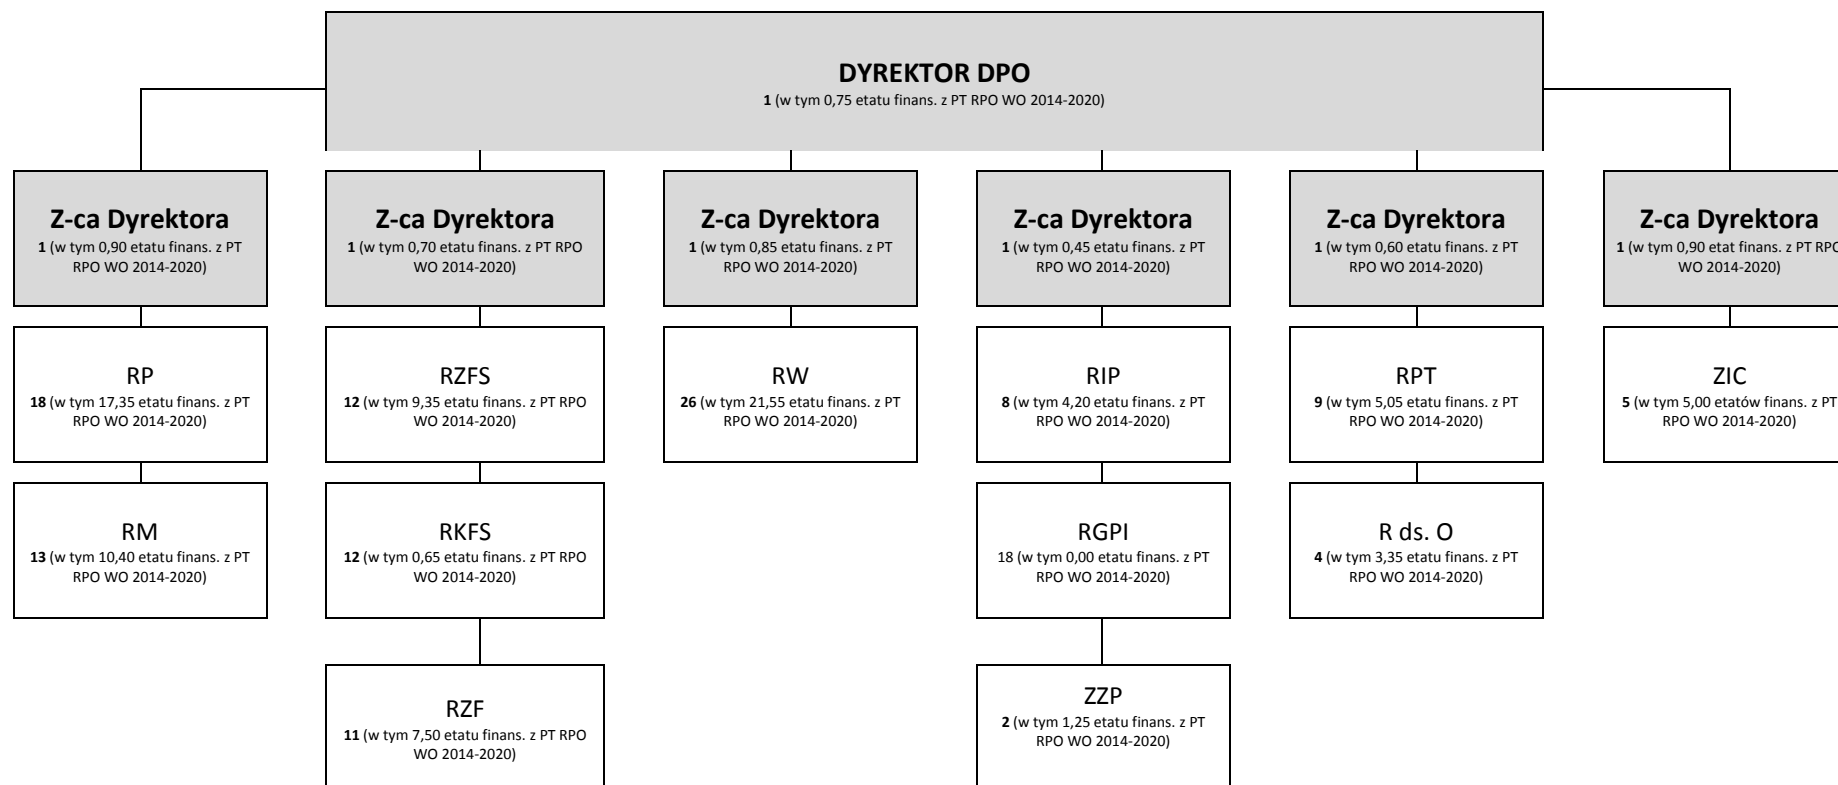 DYREKTOR DPO
1 (w tym 0,75 etatu finans. z PT RPO WO 2014-2020)
Z-ca Dyrektora
1 (w tym 0,90 etatu finans. z PT
RPO WO 2014-2020)
Z-ca Dyrektora
1 (w tym 0,70 etatu finans. z PT RPO
WO 2014-2020)
Z-ca Dyrektora
1 (w tym 0,85 etatu finans. z PT
RPO WO 2014-2020)
Z-ca Dyrektora
1 (w tym 0,45 etatu finans. z PT
RPO WO 2014-2020)
Z-ca Dyrektora
1 (w tym 0,60 etatu finans. z PT
RPO WO 2014-2020)
Z-ca Dyrektora
1 (w tym 0,90 etat finans. z PT RPO
WO 2014-2020)
RP
18 (w tym 17,35 etatu finans. z PT
RPO WO 2014-2020)
RZFS
12 (w tym 9,35 etatu finans. z PT RPO
WO 2014-2020)
RW
26 (w tym 21,55 etatu finans. z PT
RPO WO 2014-2020)
RIP
8 (w tym 4,20 etatu finans. z PT
RPO WO 2014-2020)
RPT
9 (w tym 5,05 etatu finans. z PT
RPO WO 2014-2020)
ZIC
5 (w tym 5,00 etatów finans. z PT
RPO WO 2014-2020)
RM
13 (w tym 10,40 etatu finans. z PT
RPO WO 2014-2020)
RKFS
12 (w tym 0,65 etatu finans. z PT RPO
WO 2014-2020)
RGPI
18 (w tym 0,00 etatu finans. z PT
RPO WO 2014-2020)
R ds. O
4 (w tym 3,35 etatu finans. z PT
RPO WO 2014-2020)
RZF
11 (w tym 7,50 etatu finans. z PT RPO
WO 2014-2020)
ZZP
2 (w tym 1,25 etatu finans. z PT
RPO WO 2014-2020)